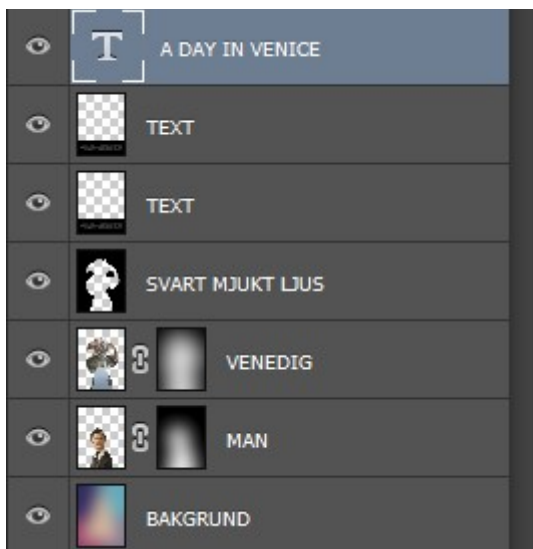 T A DAY IN VENICE
TEXT
TEXT
SVART MJUKT LJUS
VENEDIG
MAN
BAKGRUND